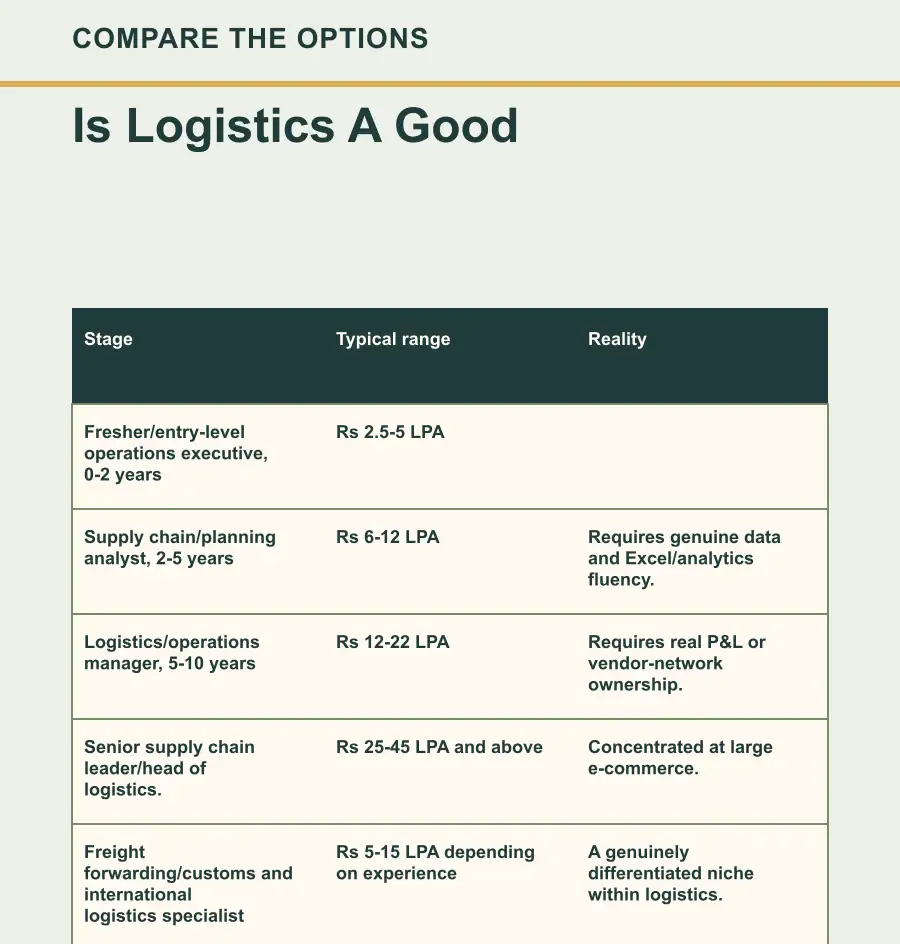 COMPARE THE OPTIONS
Is Logistics A Good
Stage
Typical range
Reality
Fresher/entry-level
operations executive,
0-2 years
Rs 2.5-5 LPA
Supply chain/planning
analyst, 2-5 years
Rs 6-12 LPA
Requires genuine data
and Excel/analytics
fluency.
Logistics/operations
manager, 5-10 years
Rs 12-22 LPA
Requires real P&L or
vendor-network
ownership.
Senior supply chain
leader/head of
logistics.
Rs 25-45 LPA and above
Concentrated at large
e-commerce.
Freight
forwarding/customs and
international
logistics specialist
Rs 5-15 LPA depending
on experience
A genuinely
differentiated niche
within logistics.